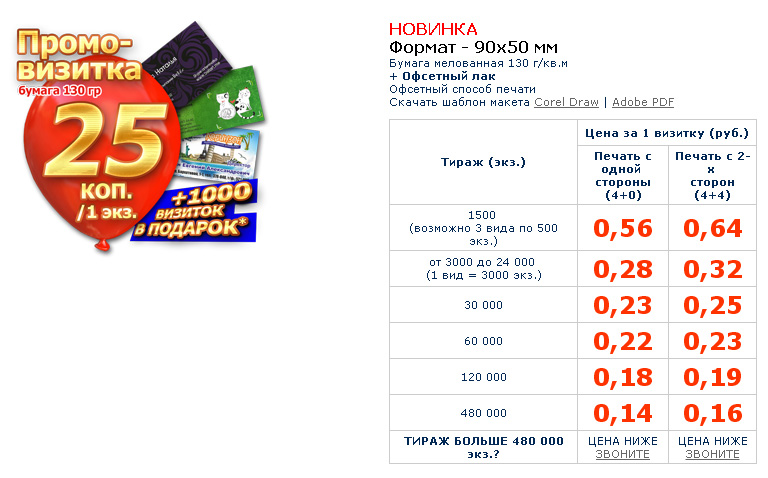 Промо-
визитка
бумага 130 гр
25
коп.
/1 экз.
+1000
визиток
в подарок*
Наталья
НОВИНКА
Формат - 90х50 мм
Бумага мелованная 130 г/кв.м
+ Офсетный лак
Офсетный способ печати
Скачать шаблон макета Corel Draw | Adobe PDF
Тираж (экз.)
Цена за 1 визитку (руб.)
Печать с
одной
стороны
(4+0)
Печать с 2-
х
сторон
(4+4)
1500
(возможно 3 вида по 500
экз.)
0,56
0,64
от 3000 до 24 000
(1 вид = 3000 экз.)
0,28
0,32
30 000
0,23
0,25
60 000
0,22
0,23
120 000
0,18
0,19
480 000
0,14
0,16
ТИРАЖ БОЛЬШЕ 480 000
экз.?
ЦЕНА НИЖЕ
ЗВОНИТЕ
ЦЕНА НИЖЕ
ЗВОНИТЕ